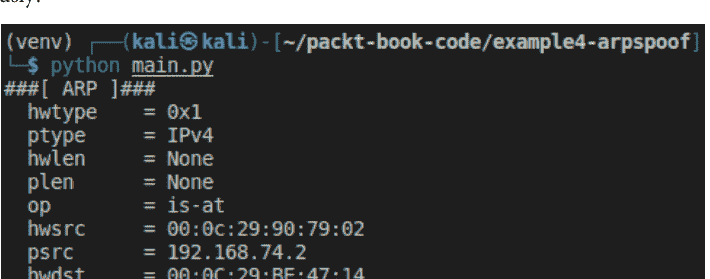 (venv) ┌──(kali㉿kali)-[~/packt-book-code/example4-arpspoof]
└─$ python main.py
###[ ARP ]###
  hwtype    = 0x1
  ptype     = IPv4
  hwlen     = None
  plen      = None
  op        = is-at
  hwsrc     = 00:0c:29:90:79:02
  psrc      = 192.168.74.2
  hwdst     = 00:0C:29:BE:47:14